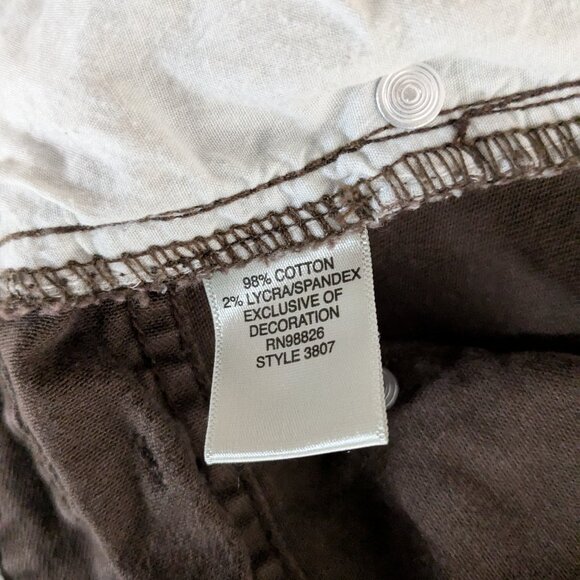 98% COTTON
2% LYCRA/SPANDEX
EXCLUSIVE OF
DECORATION
RN98826
STYLE 3807